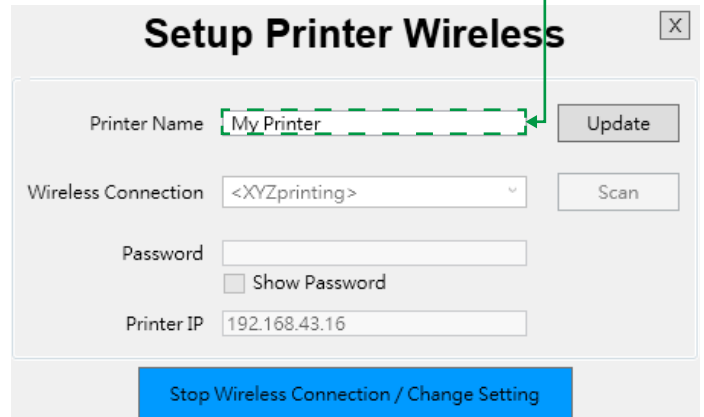 Setup Printer Wireless
X
Printer Name My Printer Update
Wireless Connection <XYZprinting> Scan
Password
Show Password
Printer IP 192.168.43.16
Stop Wireless Connection / Change Setting